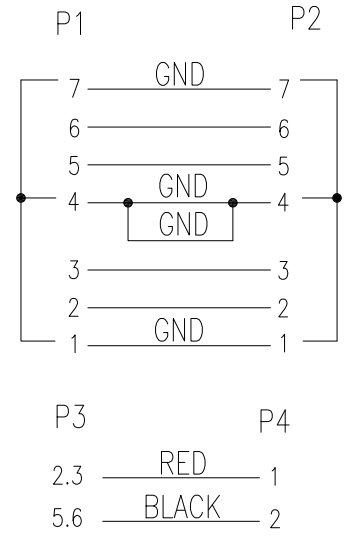 P1 P2
7 GND 7
6 6
5 5
4 GND 4
GND
3 3
2 2
1 GND 1
P3 P4
2.3 RED 1
5.6 BLACK 2